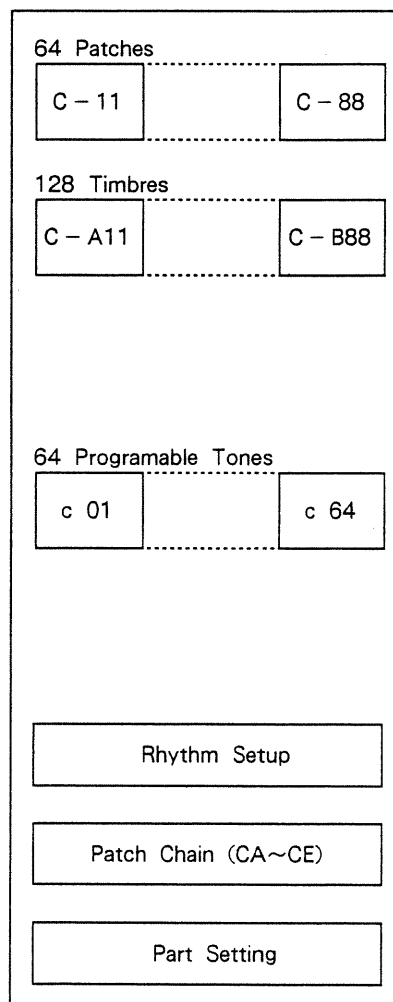 64 Patches
C – 11 C – 88
128 Timbres
C – A11 C – B88
64 Programable Tones
c 01 c 64
Rhythm Setup
Patch Chain (CA～CE)
Part Setting